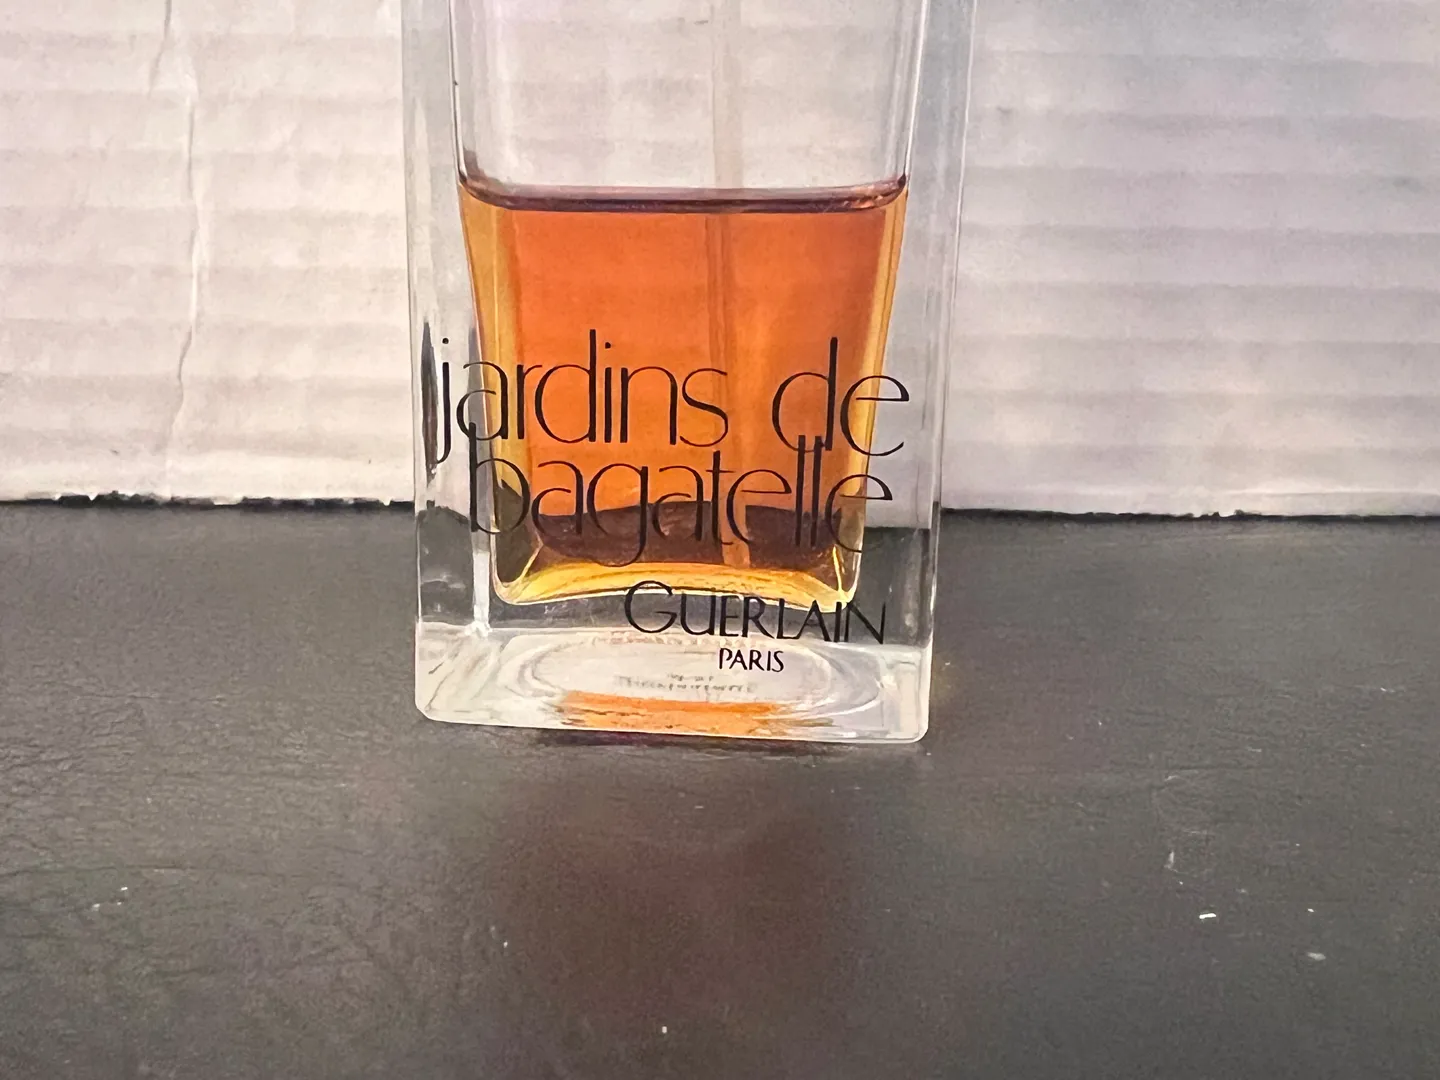 jardins de
bagatelle
GUERLAIN
PARIS